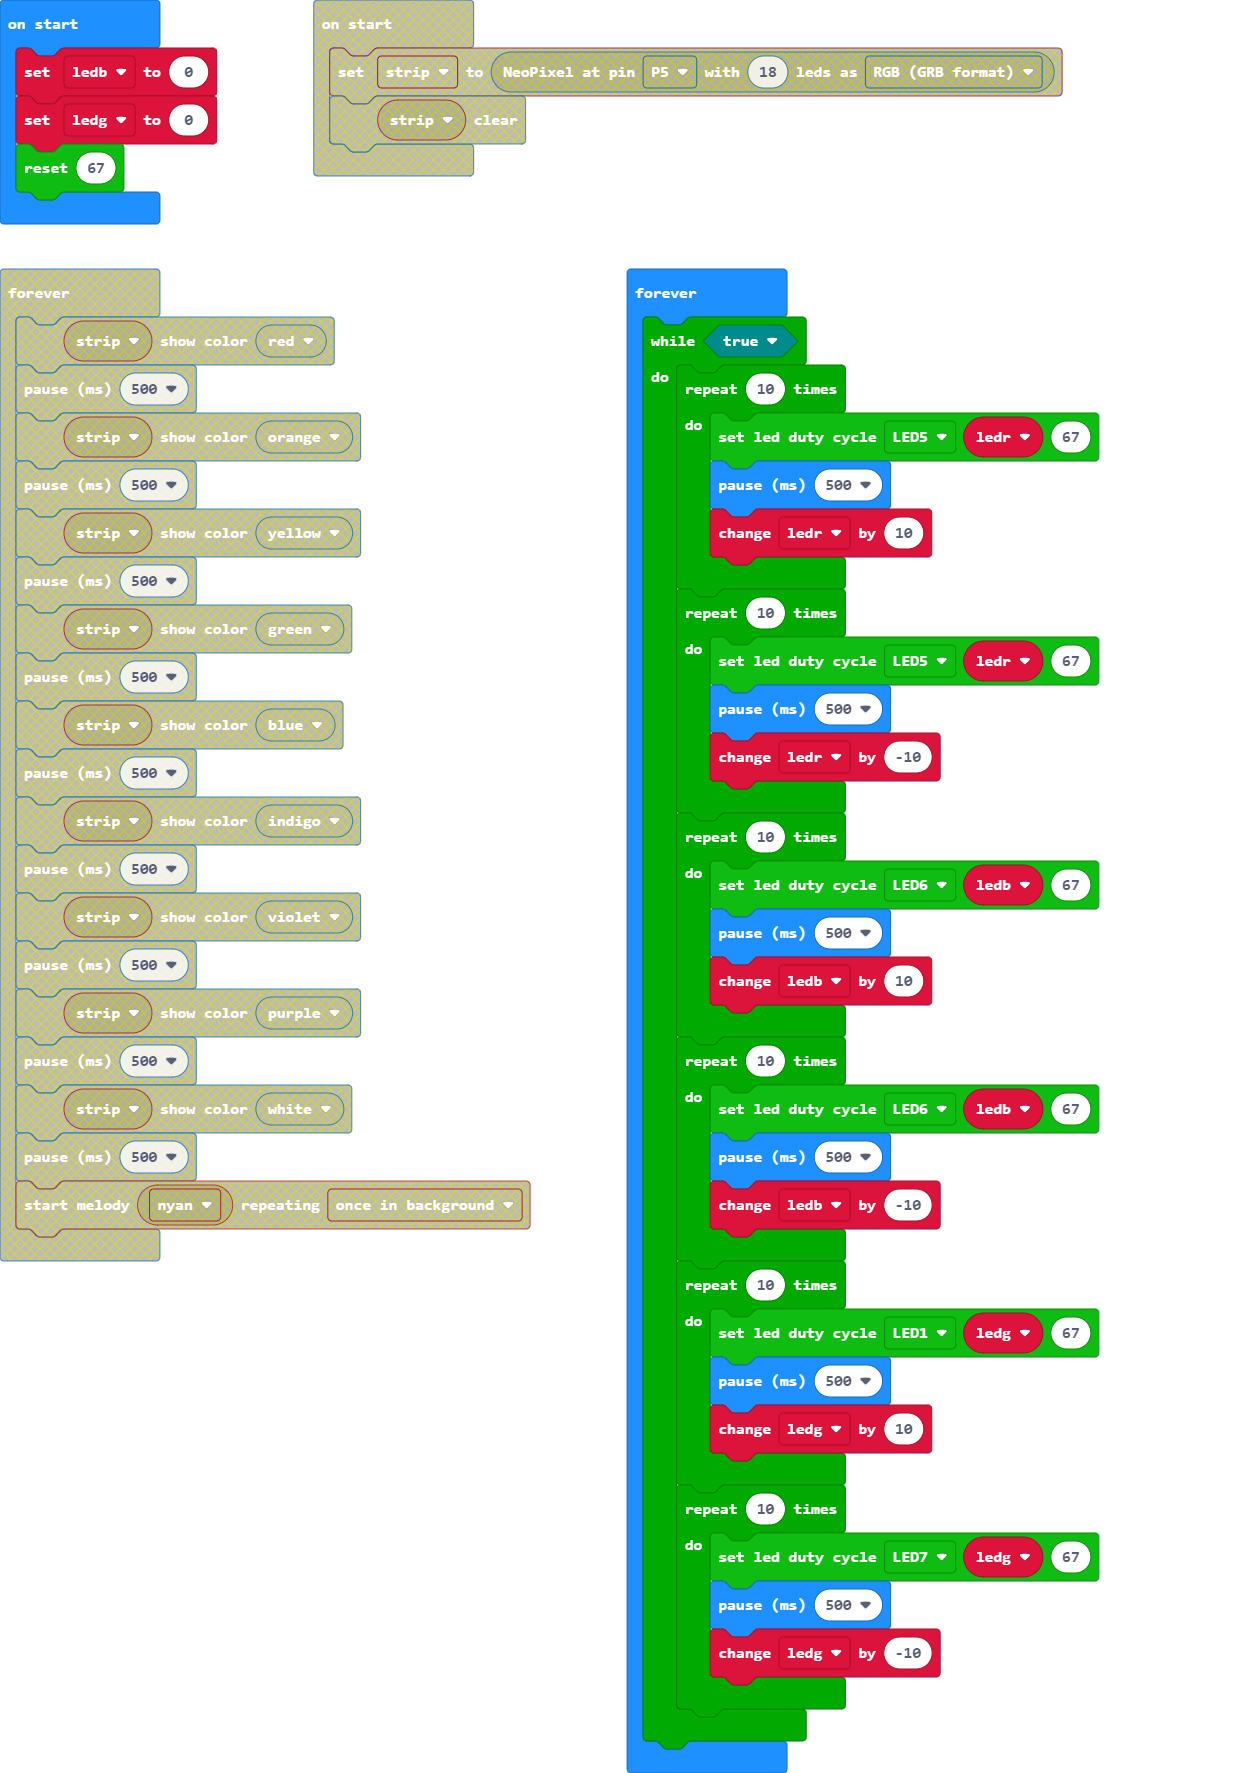 on start
set ledb to 0
set ledg to 0
reset 67
on start
set strip to NeoPixel at pin P5 with 18 leds as RGB (GRB format)
strip clear
forever
strip show color red
pause (ms) 500
strip show color orange
pause (ms) 500
strip show color yellow
pause (ms) 500
strip show color green
pause (ms) 500
strip show color blue
pause (ms) 500
strip show color indigo
pause (ms) 500
strip show color violet
pause (ms) 500
strip show color purple
pause (ms) 500
strip show color white
pause (ms) 500
start melody nyan repeating once in background
forever
while true
do
repeat 10 times
do
set led duty cycle LED5 ledr 67
pause (ms) 500
change ledr by 10
repeat 10 times
do
set led duty cycle LED5 ledr 67
pause (ms) 500
change ledr by -10
repeat 10 times
do
set led duty cycle LED6 ledb 67
pause (ms) 500
change ledb by 10
repeat 10 times
do
set led duty cycle LED6 ledb 67
pause (ms) 500
change ledb by -10
repeat 10 times
do
set led duty cycle LED1 ledg 67
pause (ms) 500
change ledg by 10
repeat 10 times
do
set led duty cycle LED7 ledg 67
pause (ms) 500
change ledg by -10